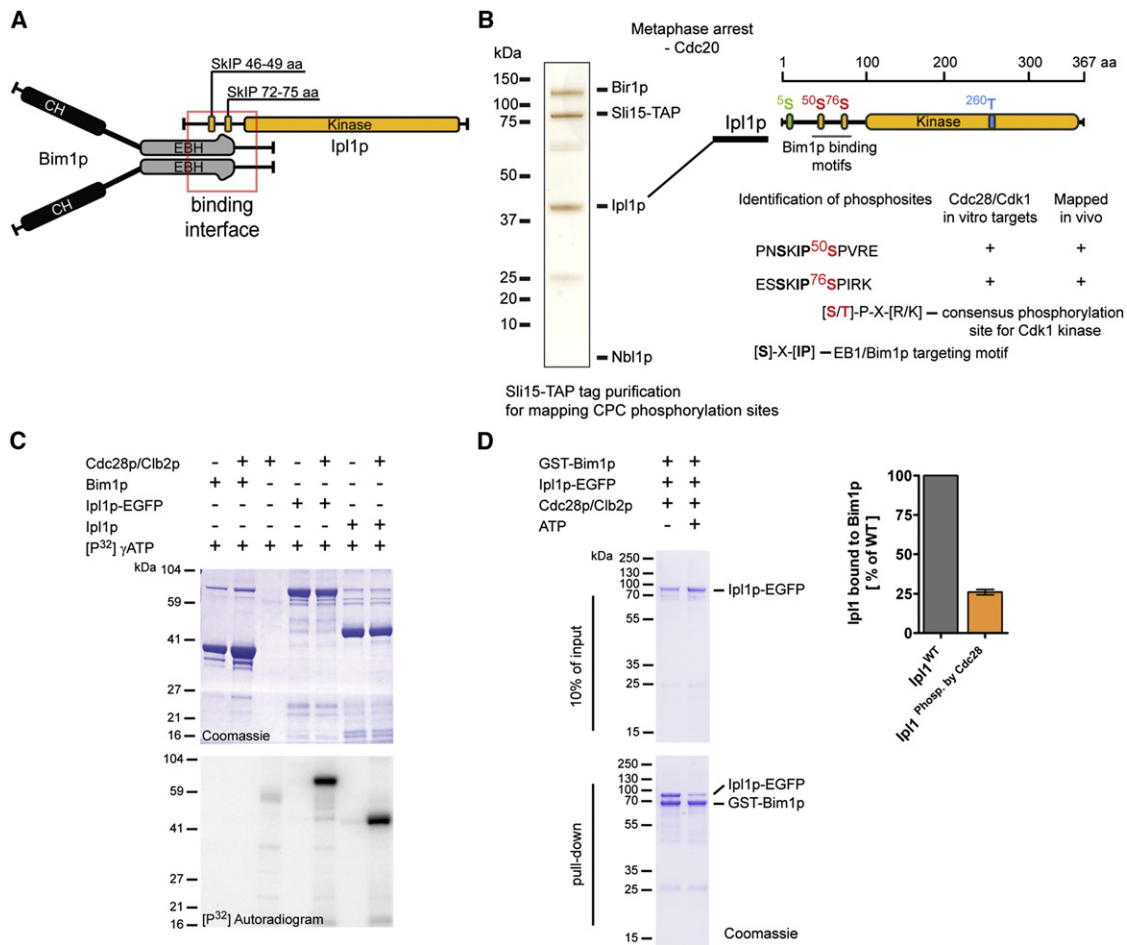 A
SkIP 46-49 aa
SkIP 72-75 aa
CH
Kinase
Bim1p
EBH
Ipl1p
EBH
CH
binding
interface
B
Metaphase arrest
- Cdc20
kDa
150
100
75
50
37
25
20
10
Bir1p
Sli15-TAP
Ipl1p
Nbl1p
Sli15-TAP tag purification
for mapping CPC phosphorylation sites
1 100 200 300 367 aa
5S 50S 76S 260T
Ipl1p
Kinase
Bim1p binding
motifs
Identification of phosphosites
Cdc28/Cdk1
in vitro targets
Mapped
in vivo
PNSKIP50SPVRE + +
ESSKIP76SPIRK + +
[S/T]-P-X-[R/K] – consensus phosphorylation
site for Cdk1 kinase
[S]-X-[IP] – EB1/Bim1p targeting motif
C
Cdc28p/Clb2p - + + - + - +
Bim1p + + - - - - -
Ipl1p-EGFP - - - + + - -
Ipl1p - - - - - + +
[P32] γATP + + + + + + +
kDa
104
59
41
27
21
16
Coomassie
104
59
41
27
21
16
[P32] Autoradiogram
D
GST-Bim1p + +
Ipl1p-EGFP + +
Cdc28p/Clb2p + +
ATP - +
kDa
250
130
100
70
55
35
25
15
Ipl1p-EGFP
10% of input
250
130
100
70
55
35
25
15
Ipl1p-EGFP
GST-Bim1p
pull-down
Coomassie
Ipl1 bound to Bim1p
[ % of WT ]
100
75
50
25
0
Ipl1 WT
Ipl1 Phosp. by Cdc28